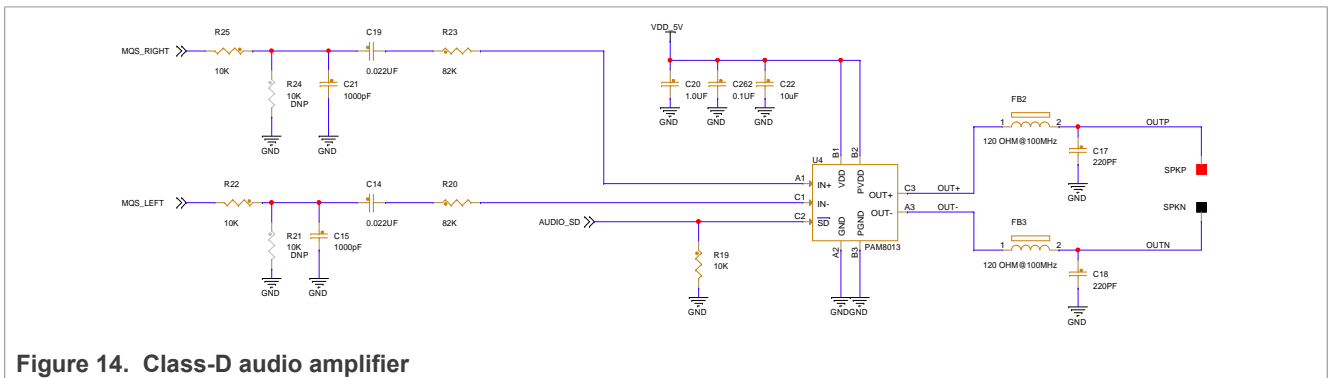 R25
C19
R23
VDD_5V
MQS_RIGHT
10K
0.022UF
82K
R24
10K
DNP
C21
1000pF
GND
GND
C20
1.0UF
C262
0.1UF
C22
10uF
GND
GND
GND
FB2
1
2
OUTP
120 OHM@100MHz
C17
220PF
GND
SPKP
R22
C14
R20
MQS_LEFT
10K
0.022UF
82K
R21
10K
DNP
C15
1000pF
GND
GND
AUDIO_SD
R19
10K
GND
U4
B1
B2
VDD
PVDD
A1
IN+
C1
IN-
C2
SD
OUT+
OUT-
C3
OUT+
A3
OUT-
GND
PGND
PAM8013
A2
B3
GND
GND
SPKN
FB3
1
2
OUTN
120 OHM@100MHz
C18
220PF
GND
Figure 14. Class-D audio amplifier